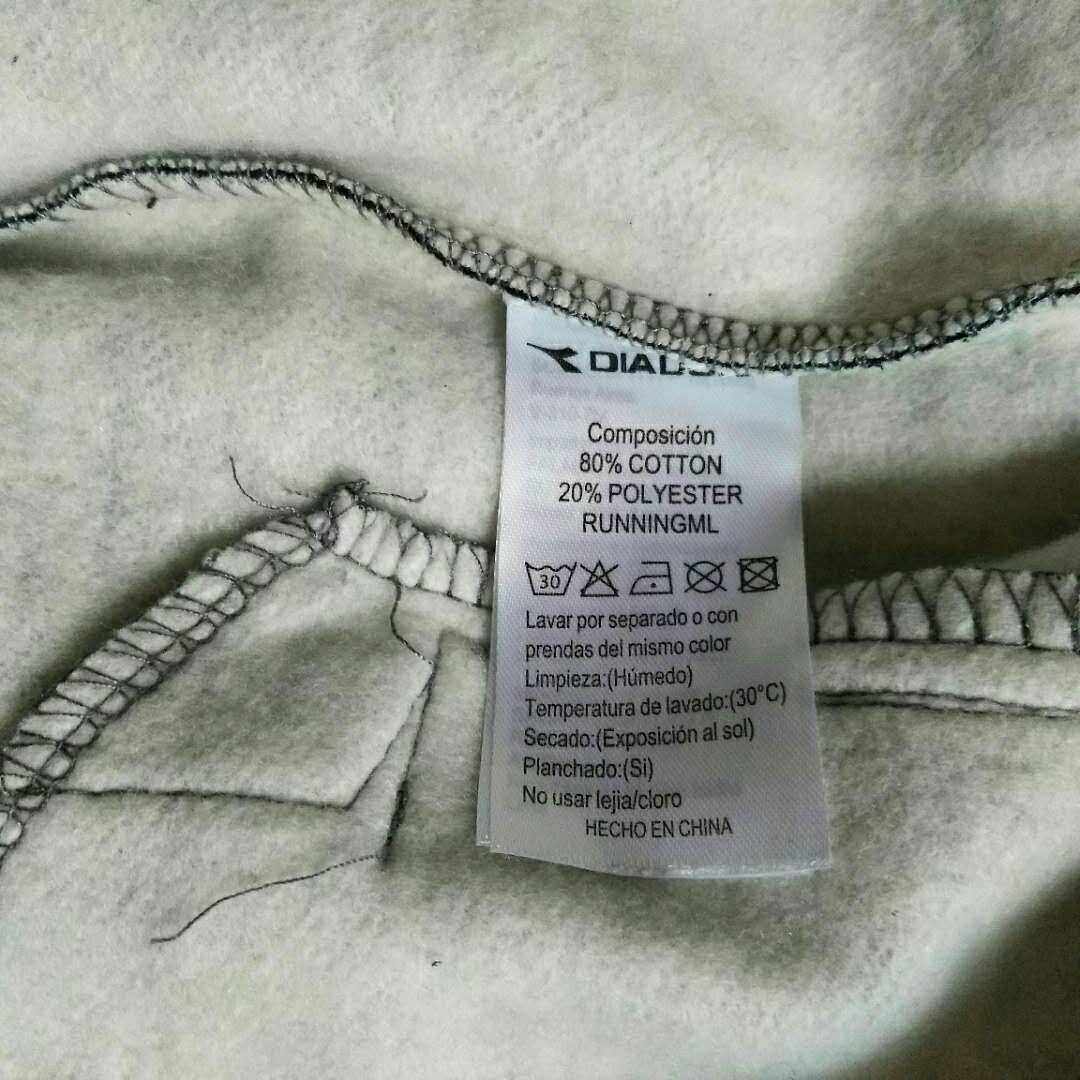 Composición
80% COTTON
20% POLYESTER
RUNNINGML
30
Lavar por separado o con
prendas del mismo color
Limpieza:(Húmedo)
Temperatura de lavado:(30°C)
Secado:(Exposición al sol)
Planchado:(Si)
No usar lejia/cloro
HECHO EN CHINA